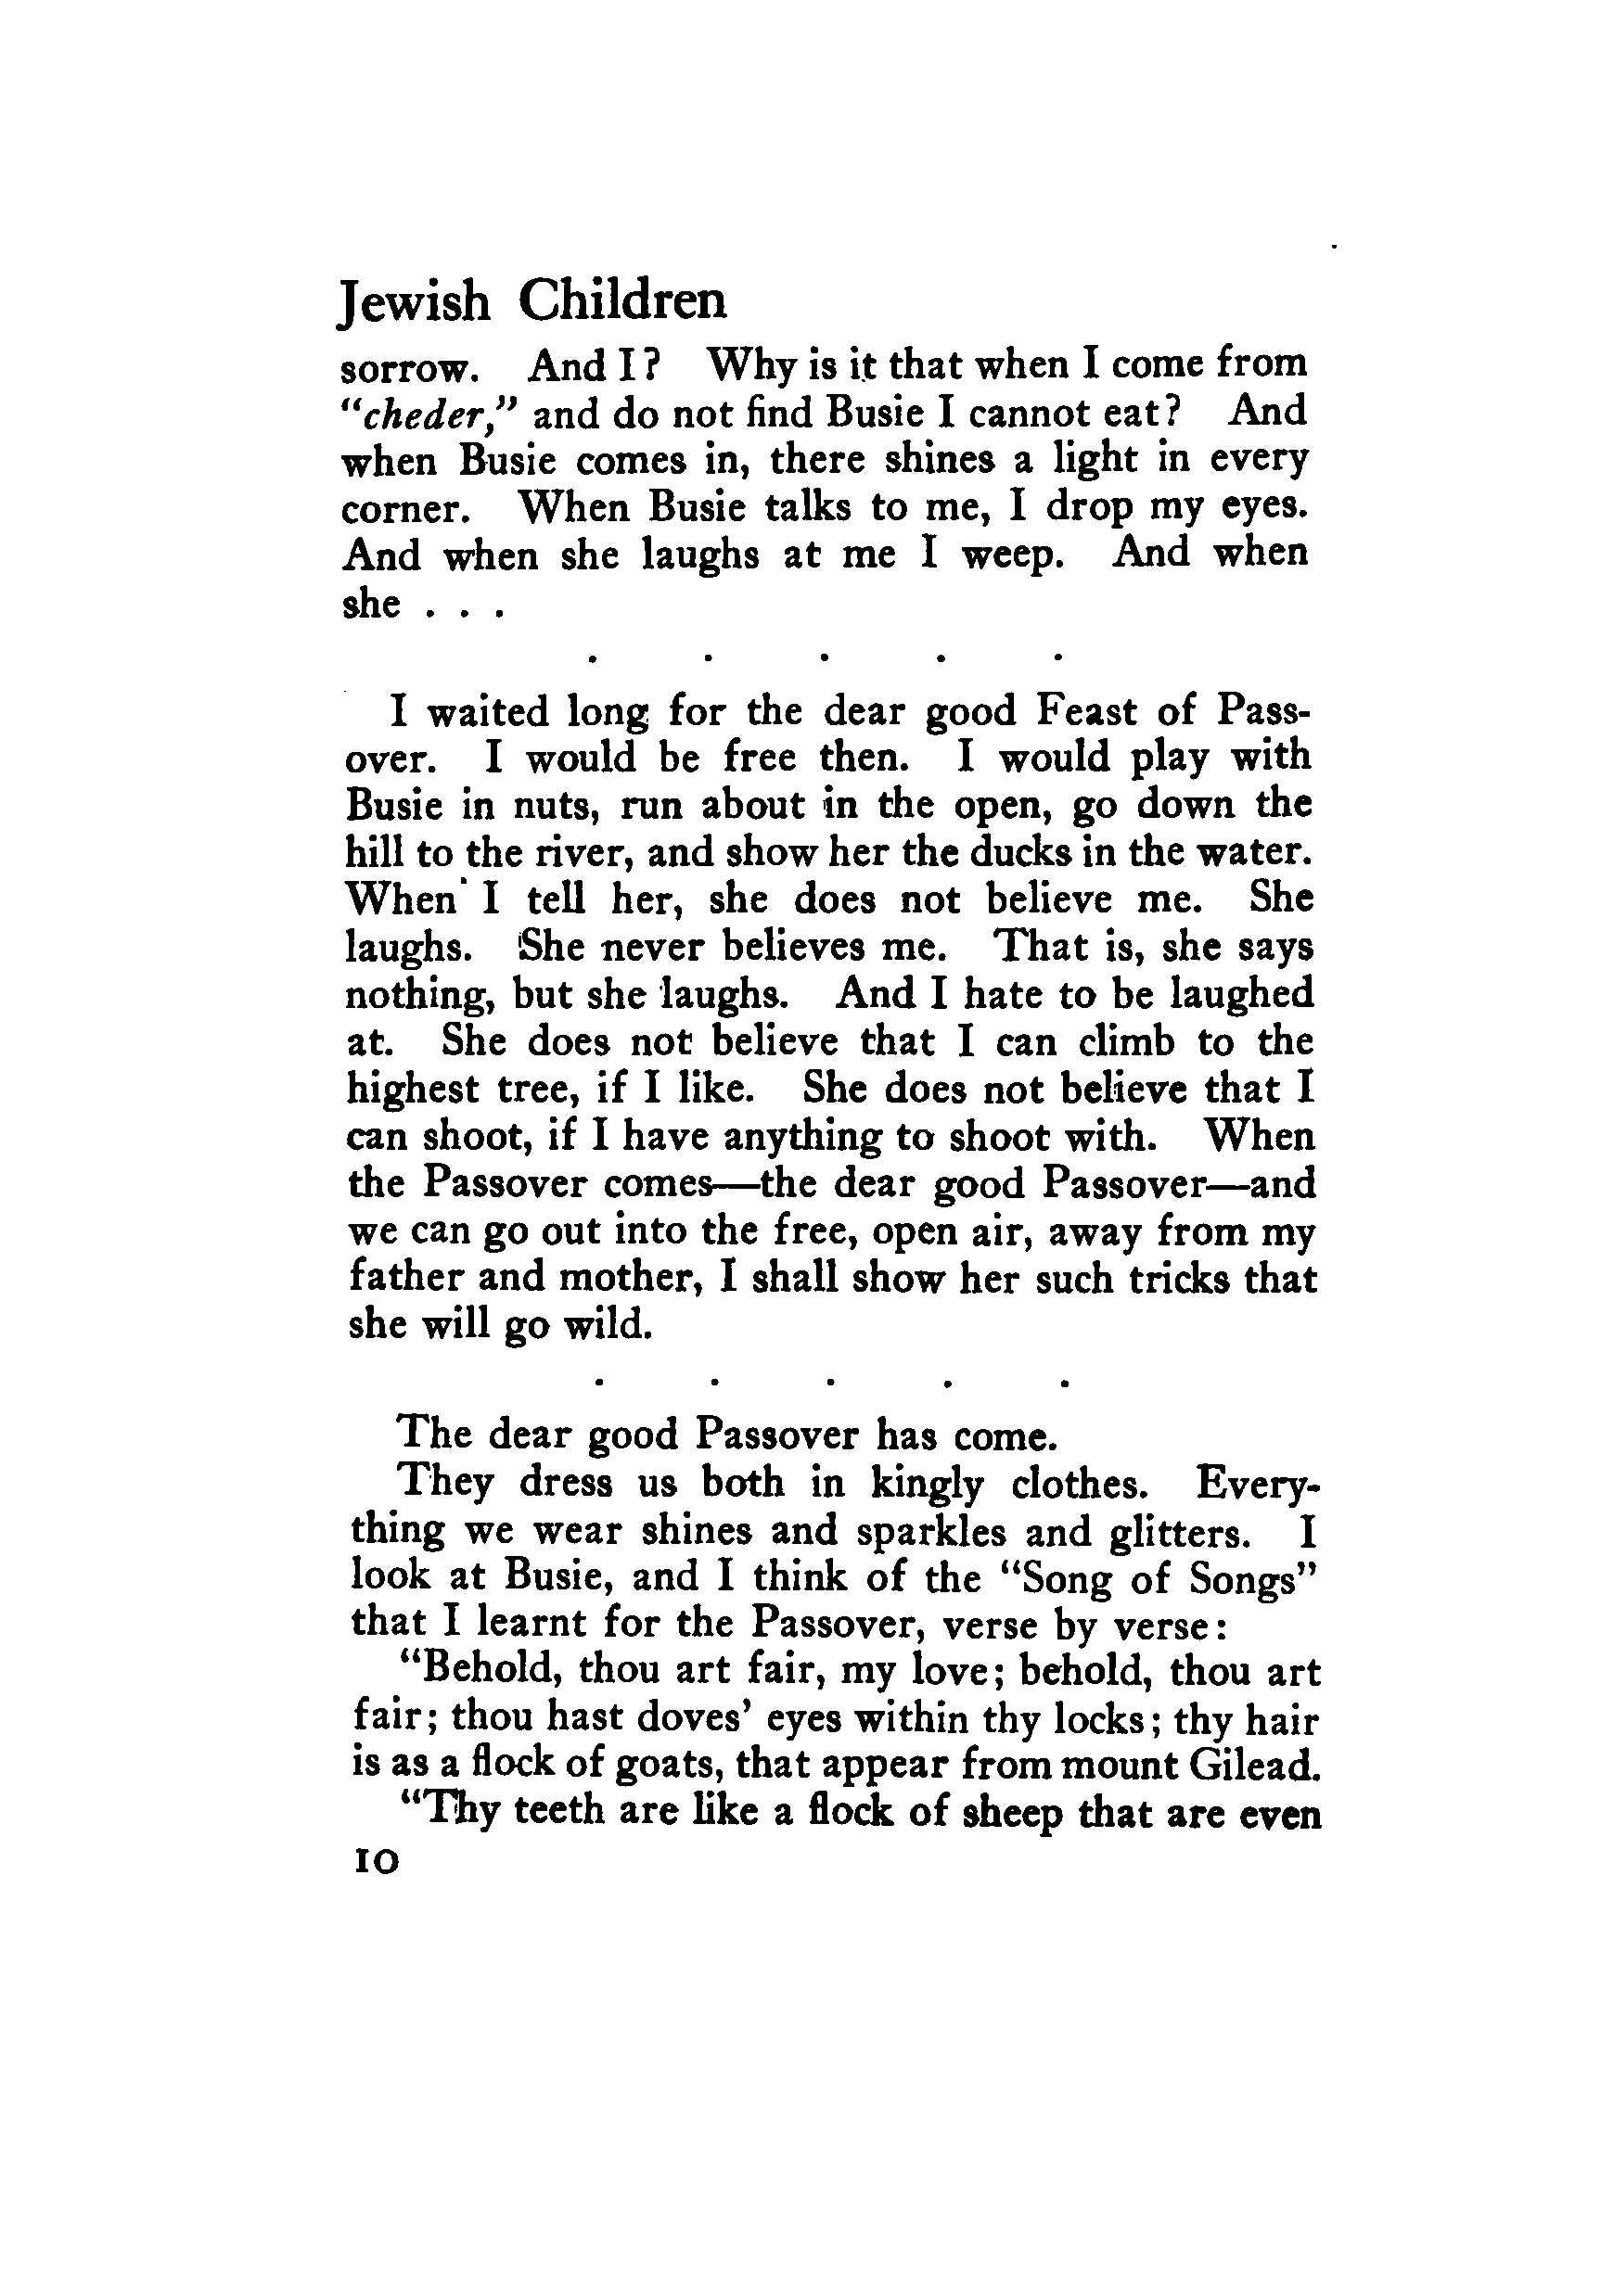 Jewish Children
sorrow. And I? Why is it that when I come from
"cheder," and do not find Busie I cannot eat? And
when Busie comes in, there shines a light in every
corner. When Busie talks to me, I drop my eyes.
And when she laughs at me I weep. And when
she . . .
. . . . .
I waited long for the dear good Feast of Pass-
over. I would be free then. I would play with
Busie in nuts, run about in the open, go down the
hill to the river, and show her the ducks in the water.
When I tell her, she does not believe me. She
laughs. She never believes me. That is, she says
nothing, but she laughs. And I hate to be laughed
at. She does not believe that I can climb to the
highest tree, if I like. She does not believe that I
can shoot, if I have anything to shoot with. When
the Passover comes—the dear good Passover—and
we can go out into the free, open air, away from my
father and mother, I shall show her such tricks that
she will go wild.
. . . . .
The dear good Passover has come.
They dress us both in kingly clothes. Every-
thing we wear shines and sparkles and glitters. I
look at Busie, and I think of the "Song of Songs"
that I learnt for the Passover, verse by verse:
"Behold, thou art fair, my love; behold, thou art
fair; thou hast doves' eyes within thy locks; thy hair
is as a flock of goats, that appear from mount Gilead.
"Thy teeth are like a flock of sheep that are even
10